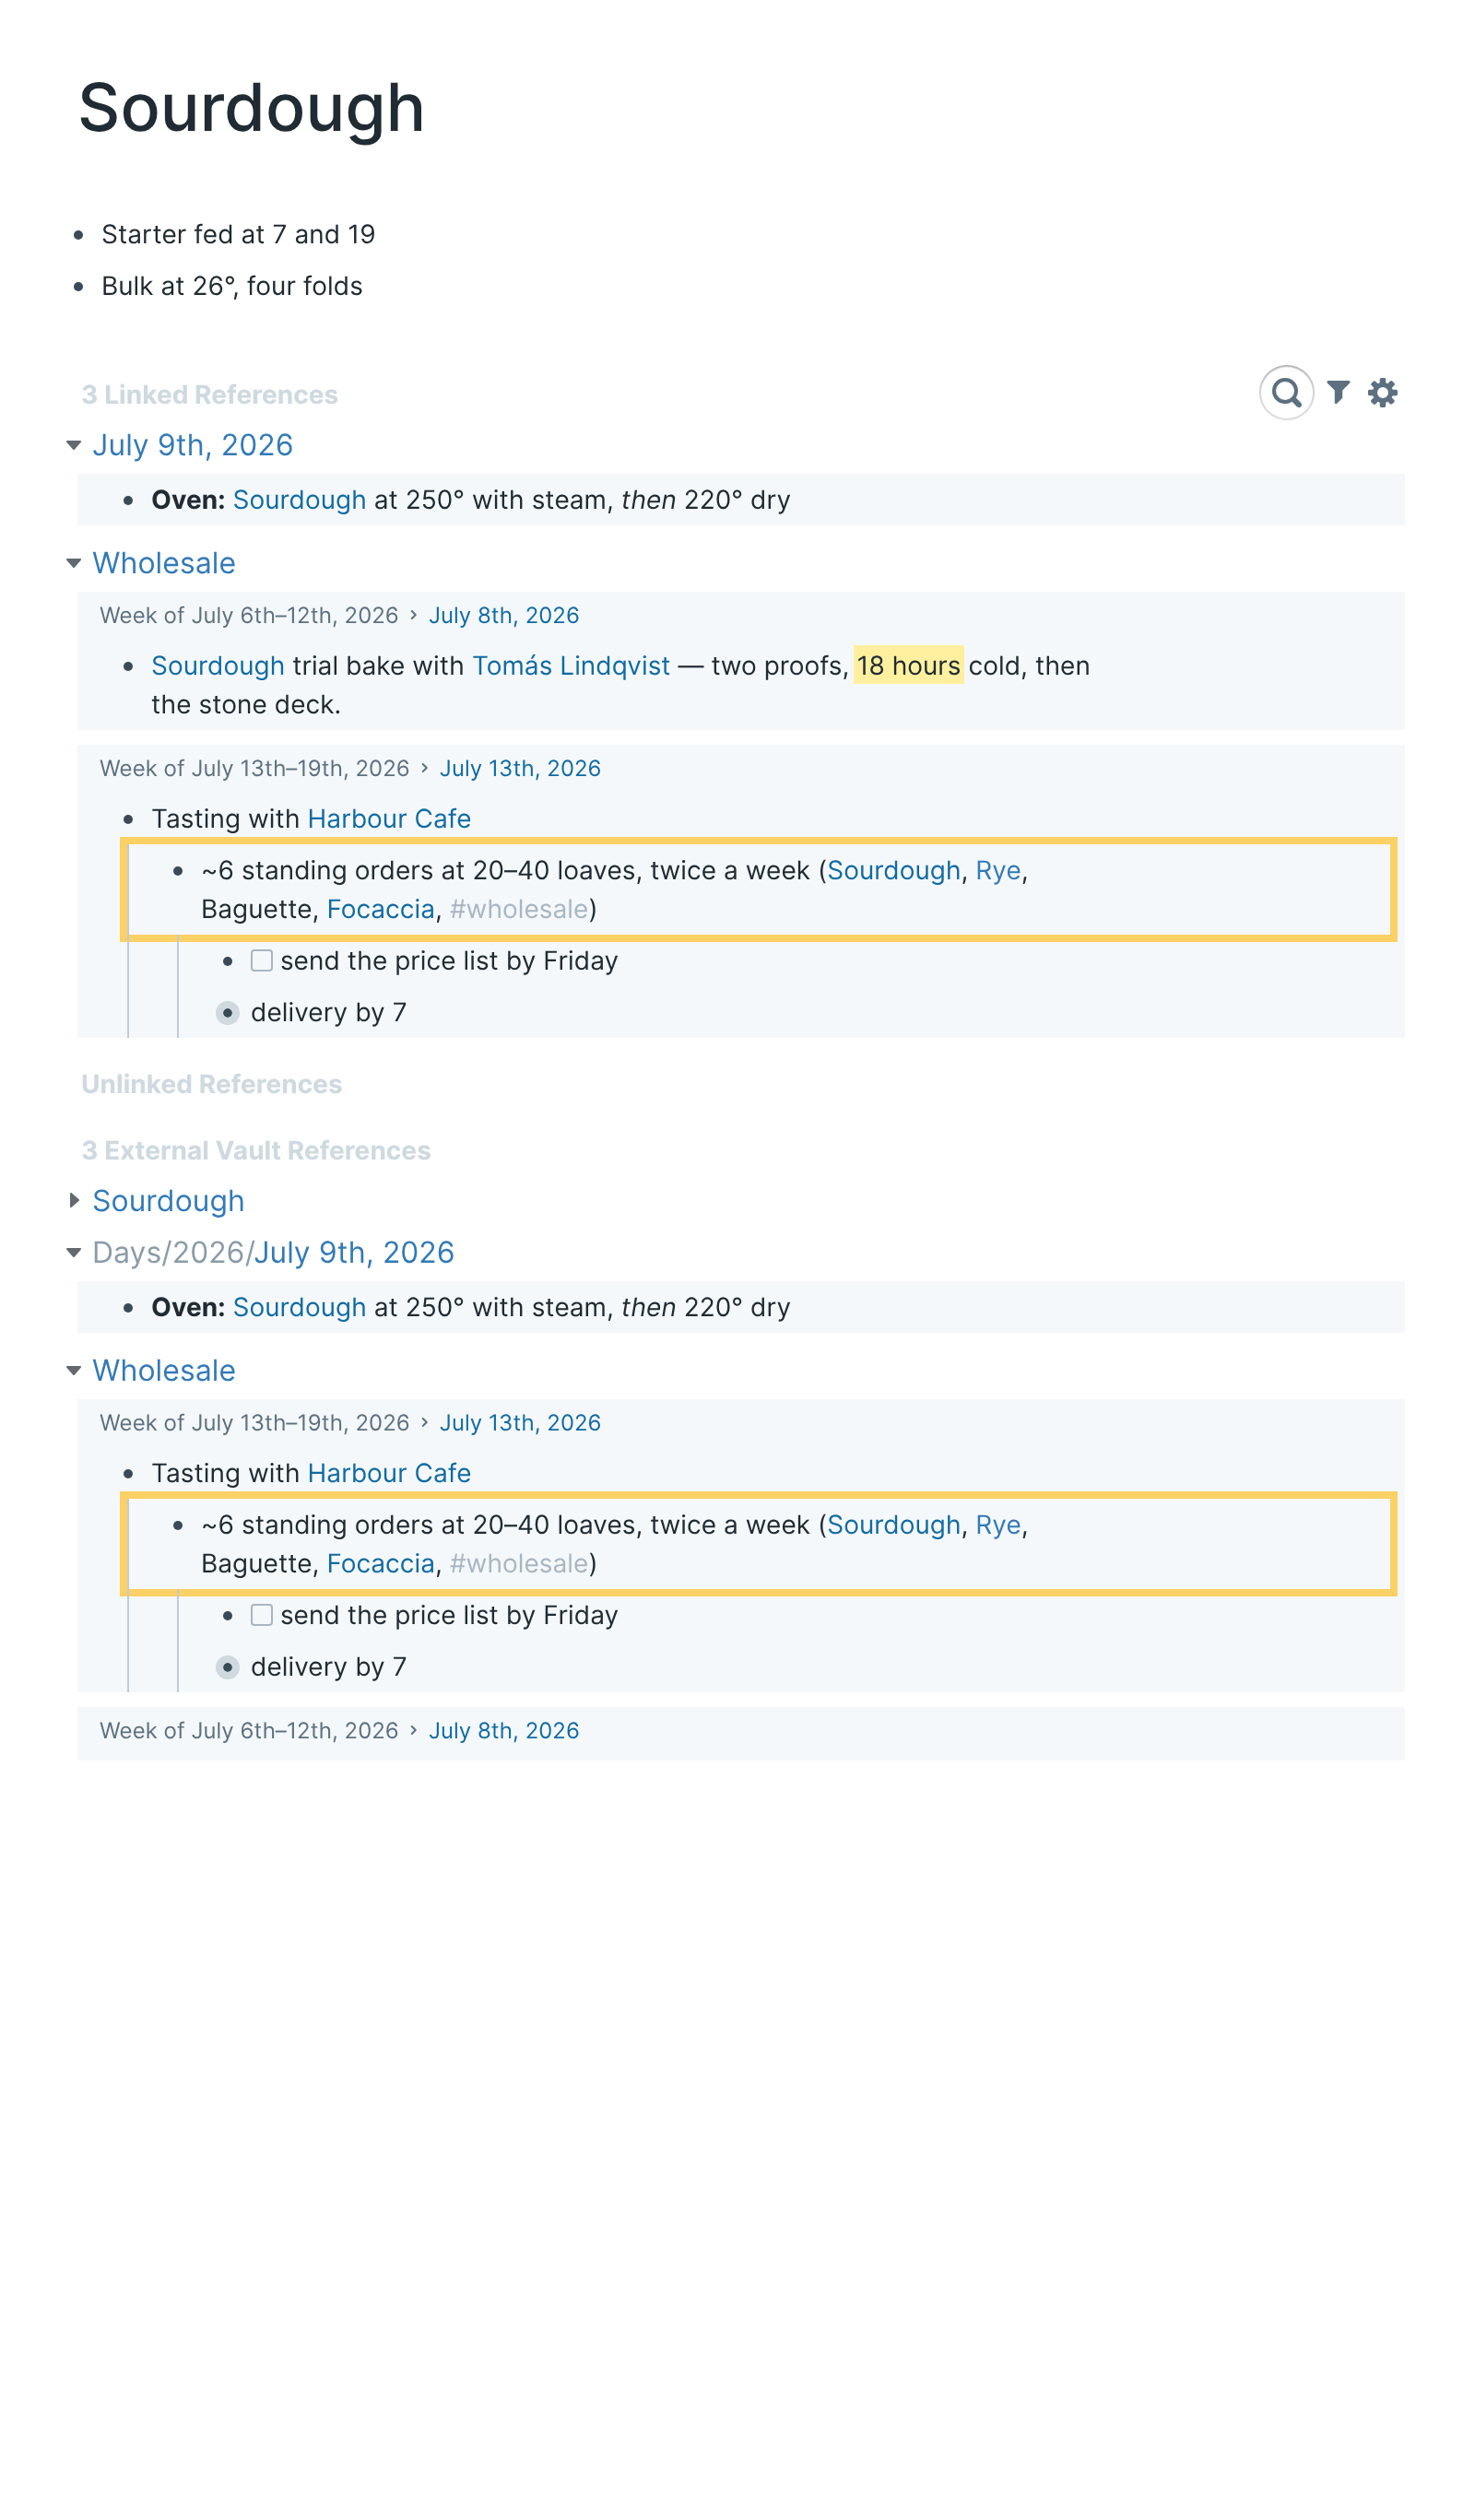 Sourdough
Starter fed at 7 and 19
Bulk at 26°, four folds
3 Linked References
July 9th, 2026
Oven: Sourdough at 250° with steam, then 220° dry
Wholesale
Week of July 6th–12th, 2026 › July 8th, 2026
Sourdough trial bake with Tomás Lindqvist — two proofs, 18 hours cold, then
the stone deck.
Week of July 13th–19th, 2026 › July 13th, 2026
Tasting with Harbour Cafe
~6 standing orders at 20–40 loaves, twice a week (Sourdough, Rye,
Baguette, Focaccia, #wholesale)
send the price list by Friday
delivery by 7
Unlinked References
3 External Vault References
Sourdough
Days/2026/July 9th, 2026
Oven: Sourdough at 250° with steam, then 220° dry
Wholesale
Week of July 13th–19th, 2026 › July 13th, 2026
Tasting with Harbour Cafe
~6 standing orders at 20–40 loaves, twice a week (Sourdough, Rye,
Baguette, Focaccia, #wholesale)
send the price list by Friday
delivery by 7
Week of July 6th–12th, 2026 › July 8th, 2026